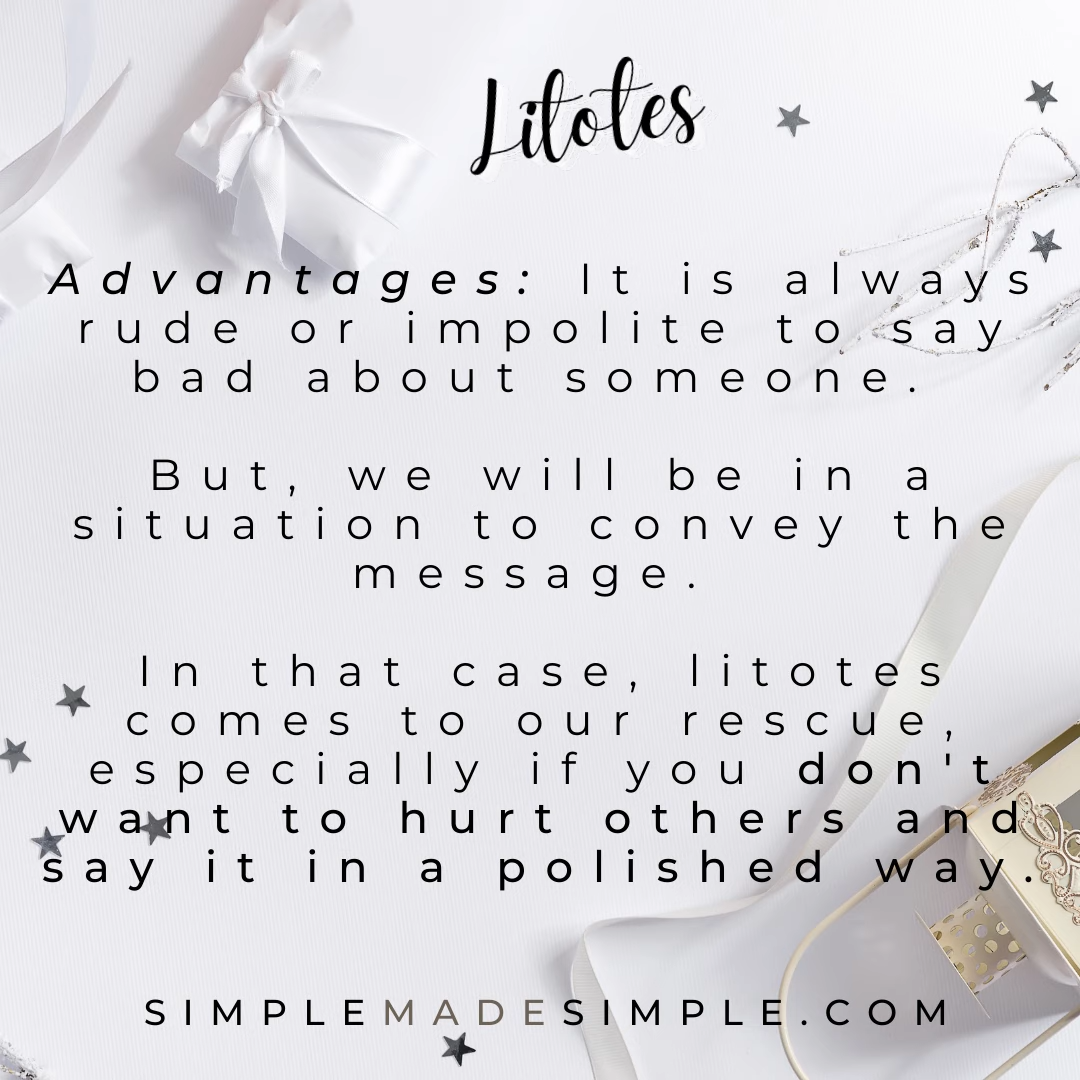 Litotes
Advantages: It is always
rude or impolite to say
bad about someone.
But, we will be in a
situation to convey the
message.
In that case, litotes
comes to our rescue,
especially if you don't
want to hurt others and
say it in a polished way.
SIMPLEMADESIMPLE.COM